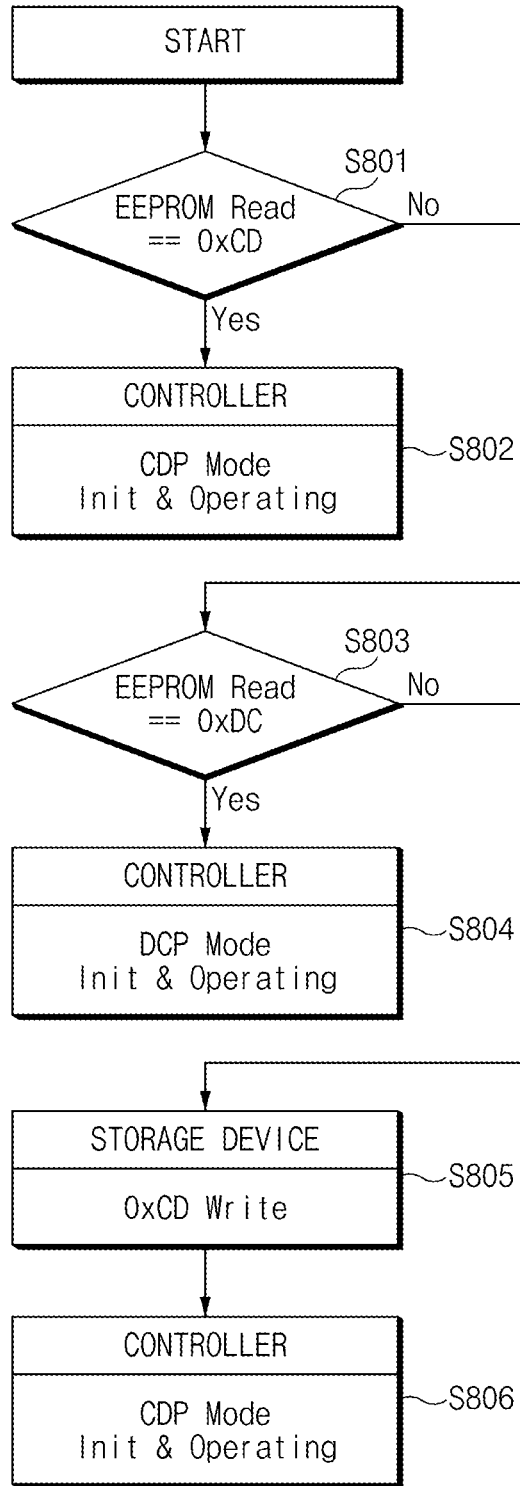 START
S801
EEPROM Read
== 0xCD
No
Yes
CONTROLLER
CDP Mode
Init & Operating
S802
S803
EEPROM Read
== 0xDC
No
Yes
CONTROLLER
DCP Mode
Init & Operating
S804
STORAGE DEVICE
0xCD Write
S805
CONTROLLER
CDP Mode
Init & Operating
S806